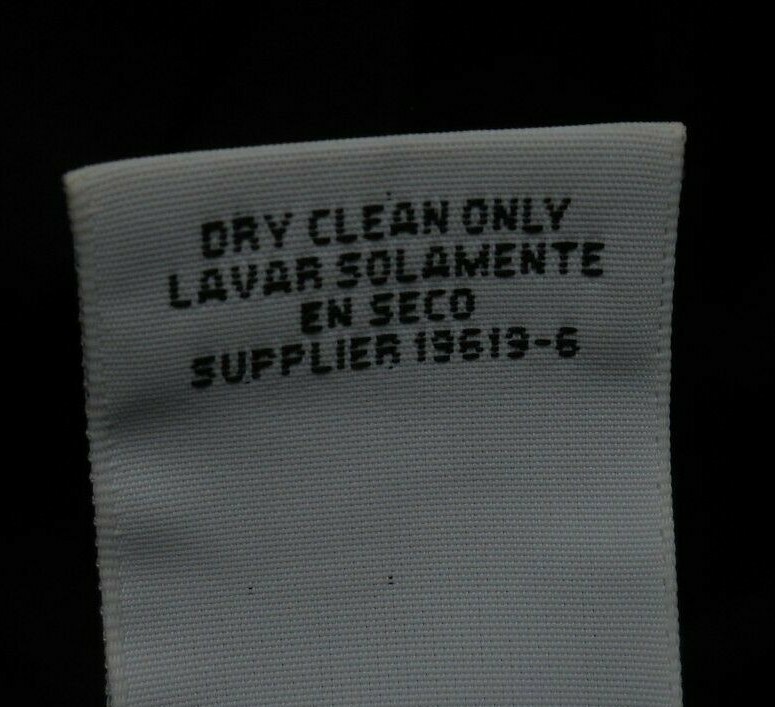 DRY CLEAN ONLY
LAVAR SOLAMENTE
EN SECO
SUPPLIER 19619-6